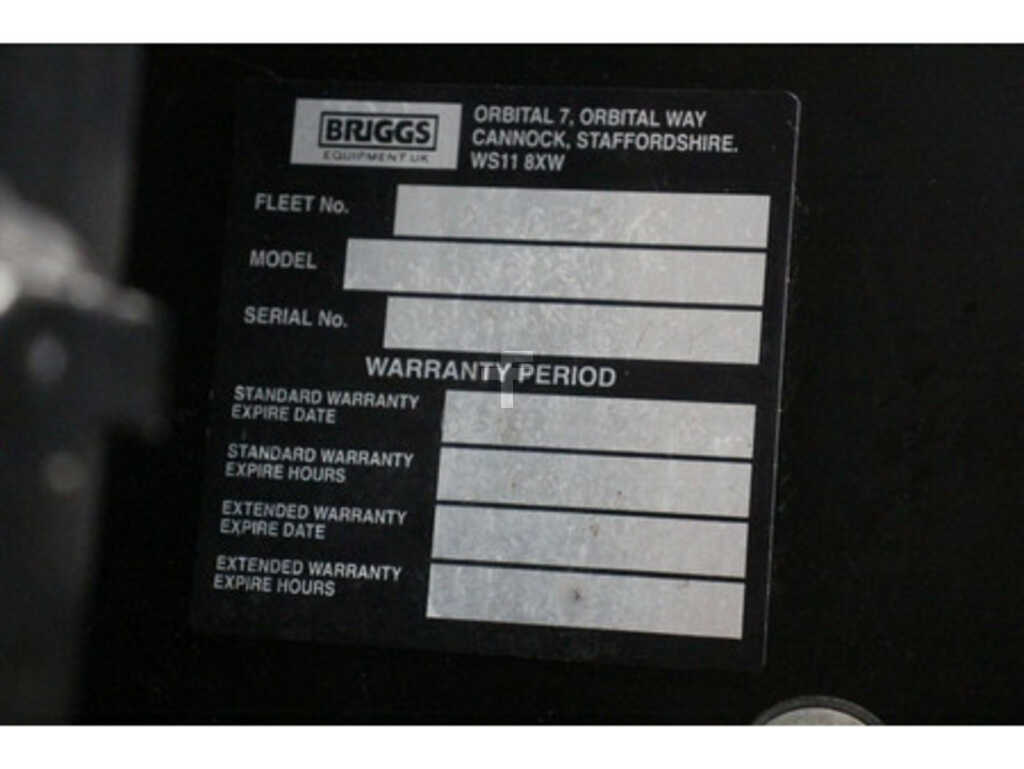 BRIGGS
EQUIPMENT UK
ORBITAL 7, ORBITAL WAY
CANNOCK, STAFFORDSHIRE.
WS11 8XW
FLEET No.
MODEL
SERIAL No.
WARRANTY PERIOD
STANDARD WARRANTY
EXPIRE DATE
STANDARD WARRANTY
EXPIRE HOURS
EXTENDED WARRANTY
EXPIRE DATE
EXTENDED WARRANTY
EXPIRE HOURS